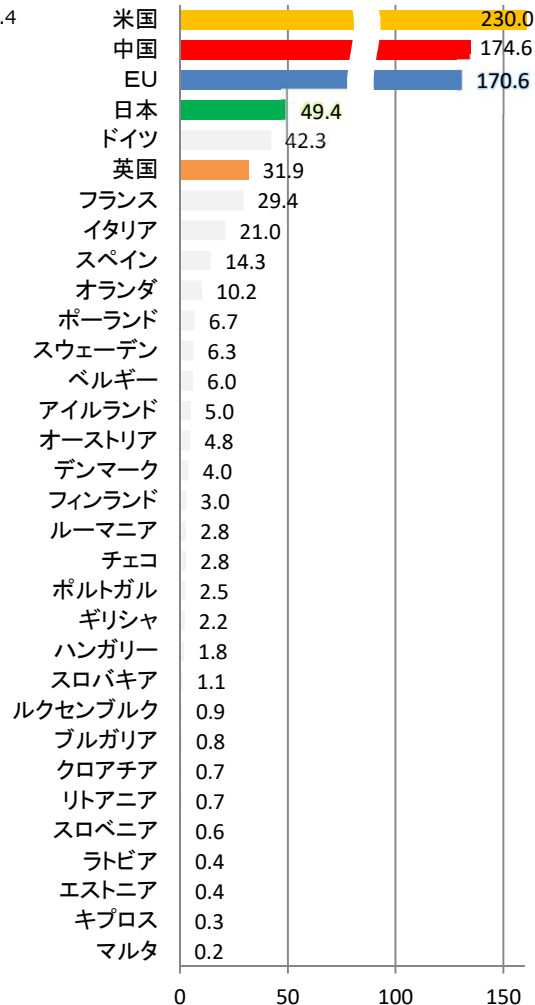 .4
米国 230.0
中国 174.6
EU 170.6
日本 49.4
ドイツ 42.3
英国 31.9
フランス 29.4
イタリア 21.0
スペイン 14.3
オランダ 10.2
ポーランド 6.7
スウェーデン 6.3
ベルギー 6.0
アイルランド 5.0
オーストリア 4.8
デンマーク 4.0
フィンランド 3.0
ルーマニア 2.8
チェコ 2.8
ポルトガル 2.5
ギリシャ 2.2
ハンガリー 1.8
スロバキア 1.1
ルクセンブルク 0.9
ブルガリア 0.8
クロアチア 0.7
リトアニア 0.7
スロベニア 0.6
ラトビア 0.4
エストニア 0.4
キプロス 0.3
マルタ 0.2
0 50 100 150